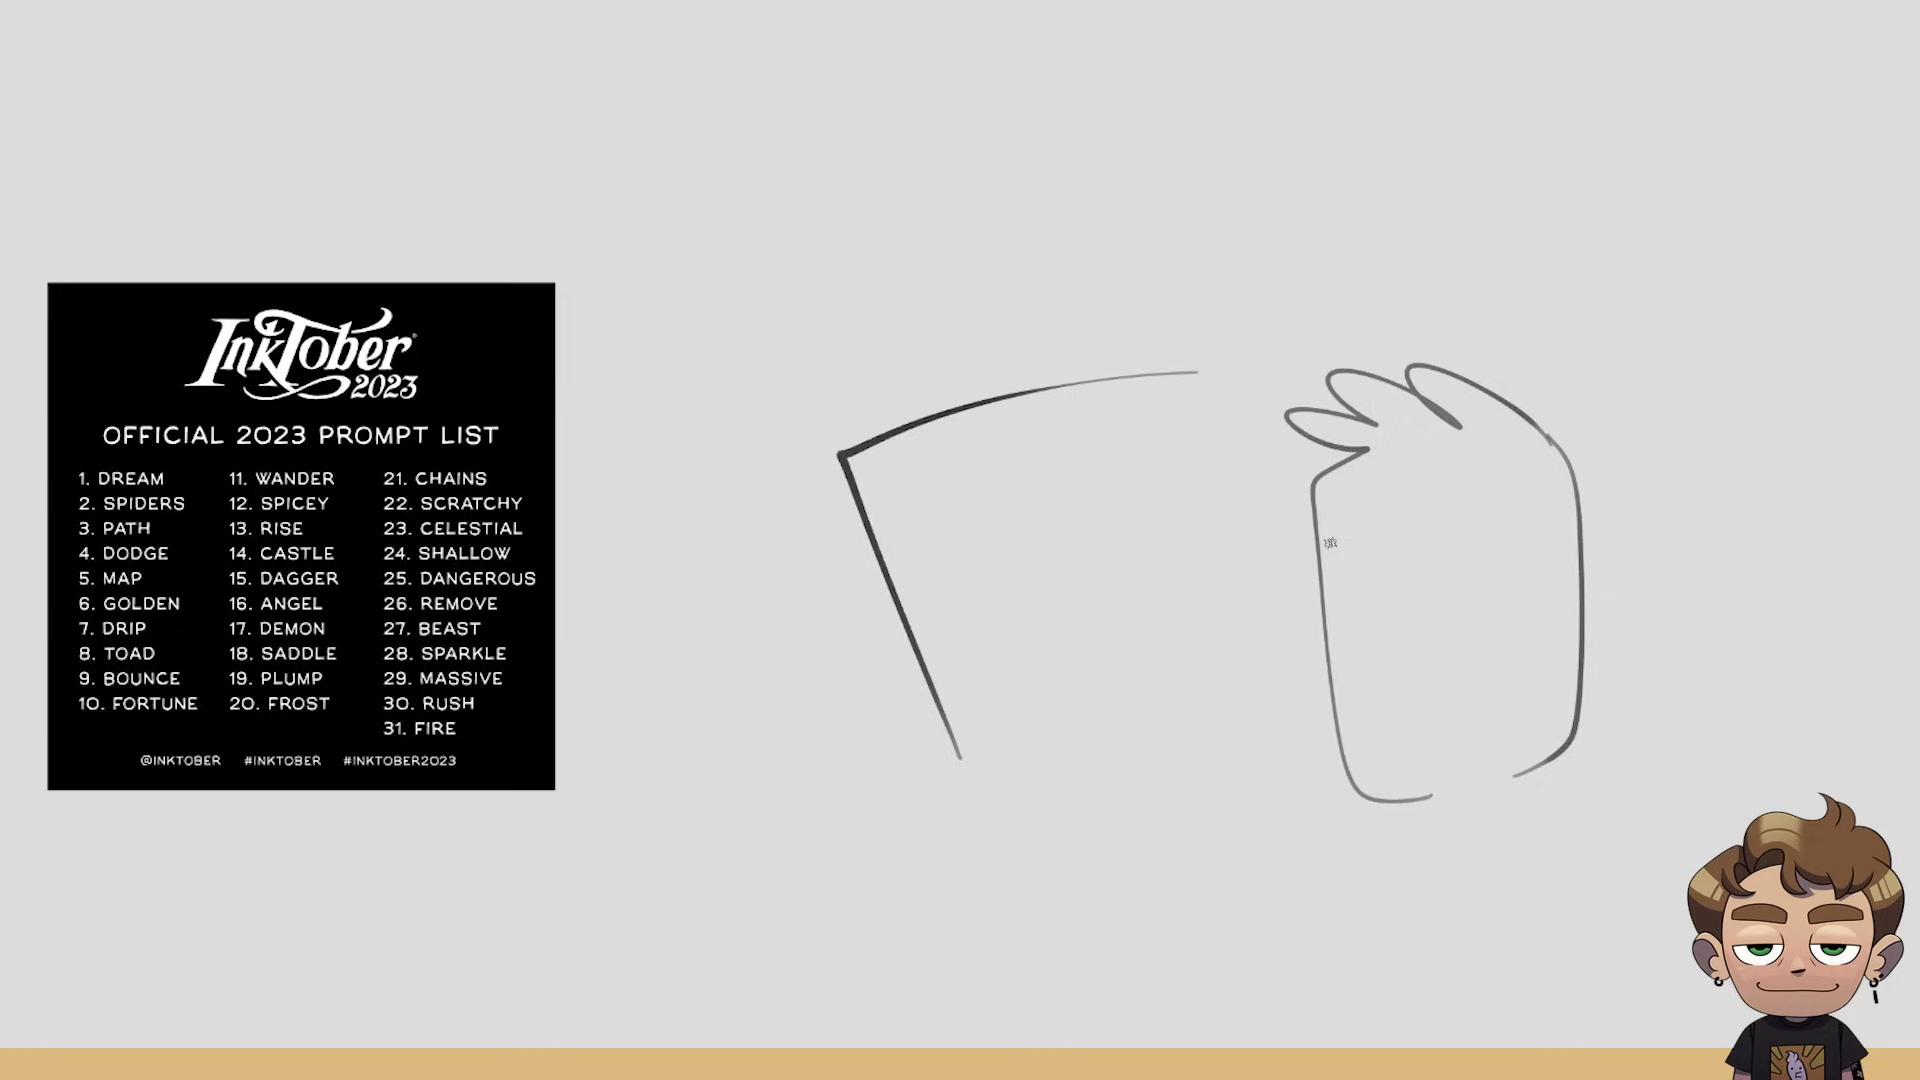 InkTober
2023
OFFICIAL 2023 PROMPT LIST
1. DREAM
2. SPIDERS
3. PATH
4. DODGE
5. MAP
6. GOLDEN
7. DRIP
8. TOAD
9. BOUNCE
10. FORTUNE
11. WANDER
12. SPICEY
13. RISE
14. CASTLE
15. DAGGER
16. ANGEL
17. DEMON
18. SADDLE
19. PLUMP
20. FROST
21. CHAINS
22. SCRATCHY
23. CELESTIAL
24. SHALLOW
25. DANGEROUS
26. REMOVE
27. BEAST
28. SPARKLE
29. MASSIVE
30. RUSH
31. FIRE
@INKTOBER #INKTOBER #INKTOBER2023